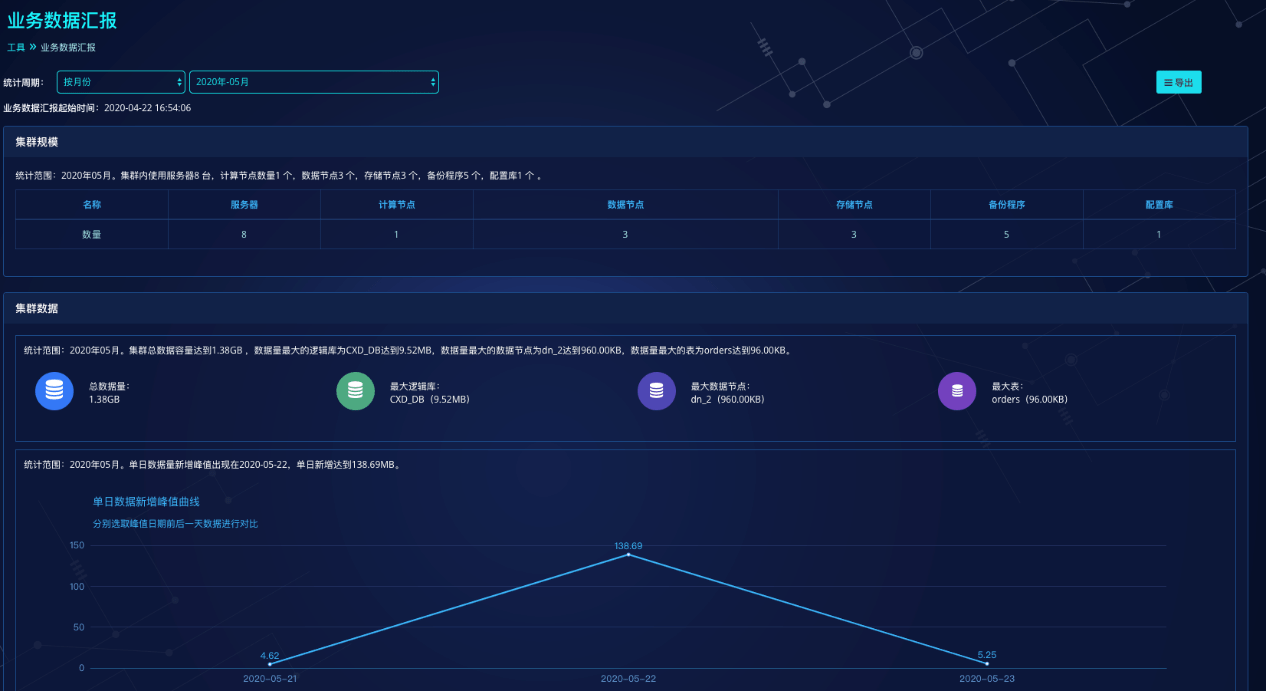 业务数据汇报
工具 » 业务数据汇报
统计周期: 按月份 2020年-05月 导出
业务数据汇报起始时间: 2020-04-22 16:54:06
集群规模
统计范围: 2020年05月。集群内使用服务器8 台, 计算节点数量1 个, 数据节点3 个, 存储节点3 个, 备份程序5 个, 配置库1 个 。
名称 服务器 计算节点 数据节点 存储节点 备份程序 配置库
数量 8 1 3 3 5 1
集群数据
统计范围: 2020年05月。集群总数据容量达到1.38GB , 数据量最大的逻辑库为CXD_DB达到9.52MB, 数据量最大的数据节点为dn_2达到960.00KB, 数据量最大的表为orders达到96.00KB。
总数据量: 最大逻辑库: 最大数据节点: 最大表:
1.38GB CXD_DB (9.52MB) dn_2 (960.00KB) orders (96.00KB)
统计范围: 2020年05月。单日数据量新增峰值出现在2020-05-22, 单日新增达到138.69MB。
单日数据新增峰值曲线
分别选取峰值日期前后一天数据进行对比
150 138.69
100
50
4.62 5.25
0
2020-05-21 2020-05-22 2020-05-23